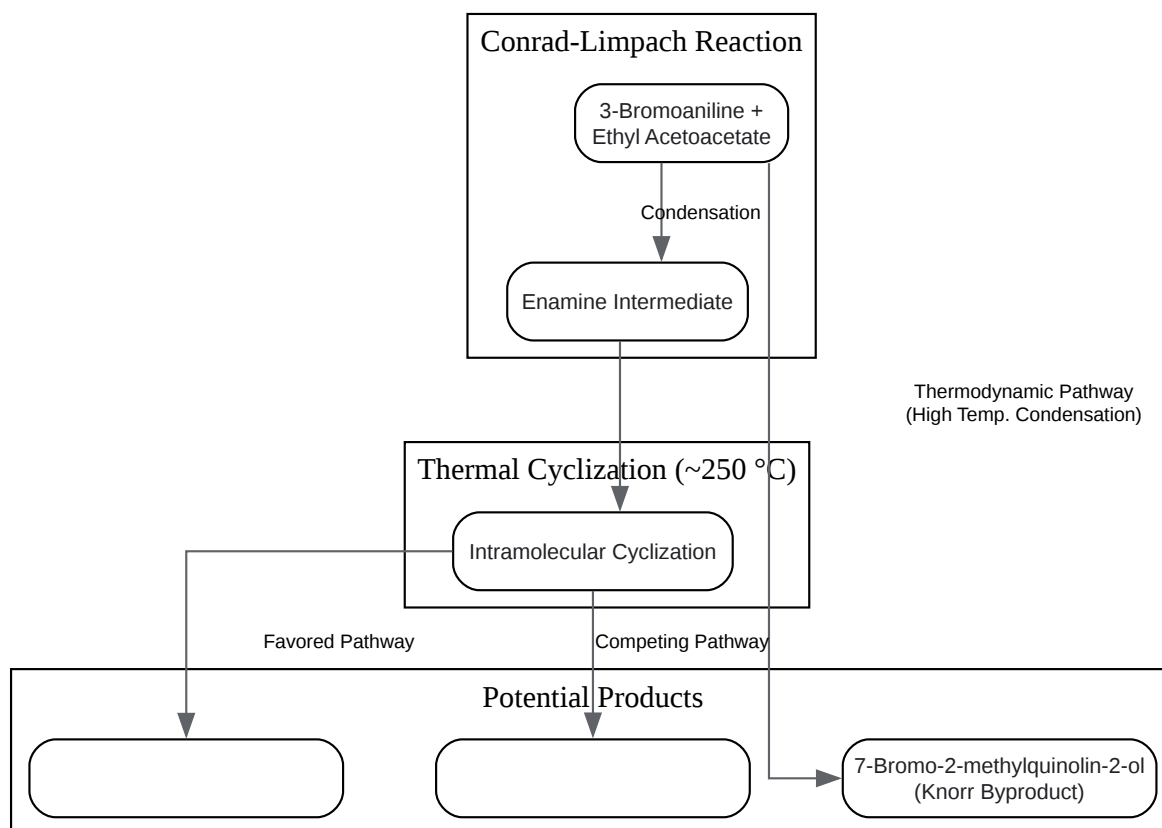 Conrad-Limpach Reaction
3-Bromoaniline +
Ethyl Acetoacetate
Condensation
Enamine Intermediate
Thermodynamic Pathway
(High Temp. Condensation)
Thermal Cyclization (~250 °C)
Intramolecular Cyclization
Favored Pathway
Competing Pathway
Potential Products
7-Bromo-2-methylquinolin-2-ol
(Knorr Byproduct)